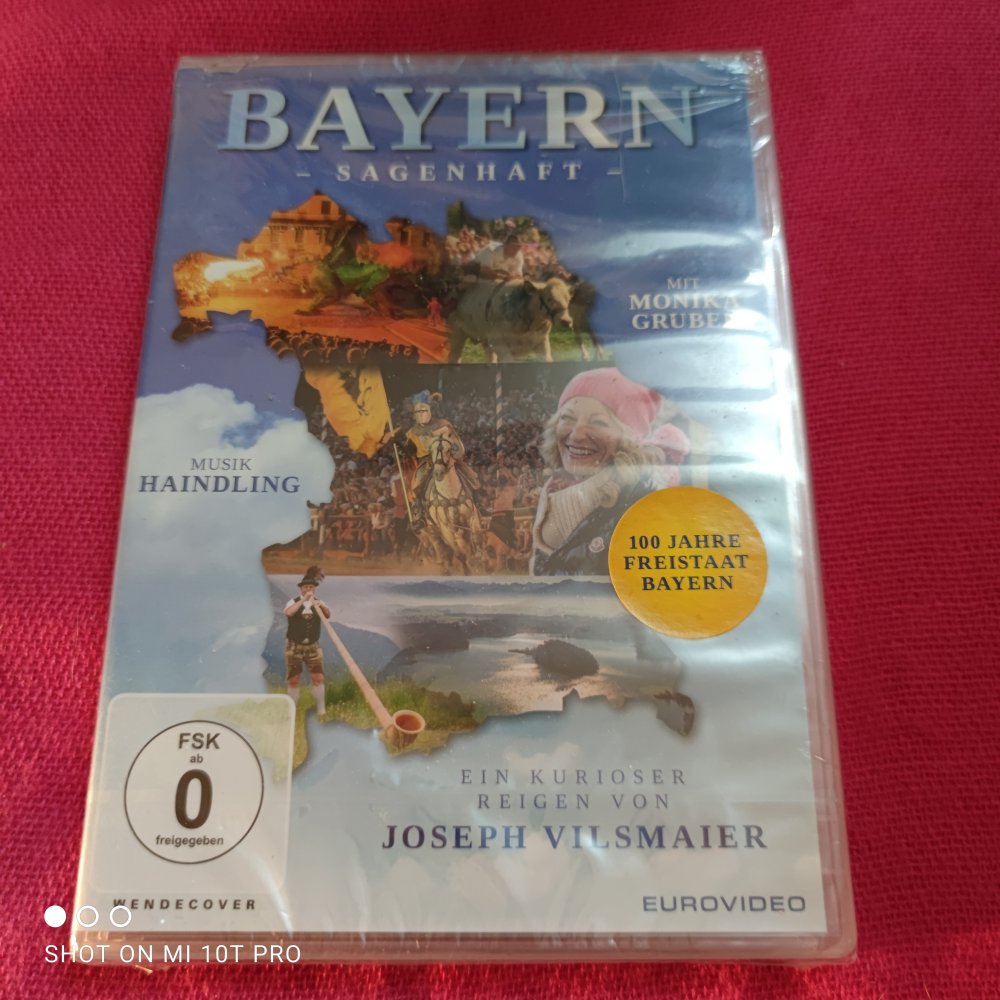 BAYERN
- SAGENHAFT -
MIT
MONIKA
GRUBER
MUSIK
HAINDLING
100 JAHRE
FREISTAAT
BAYERN
FSK
ab
0
freigegeben
EIN KURIOSER
REIGEN VON
JOSEPH VILSMAIER
WENDECOVER
EUROVIDEO
SHOT ON MI 10T PRO